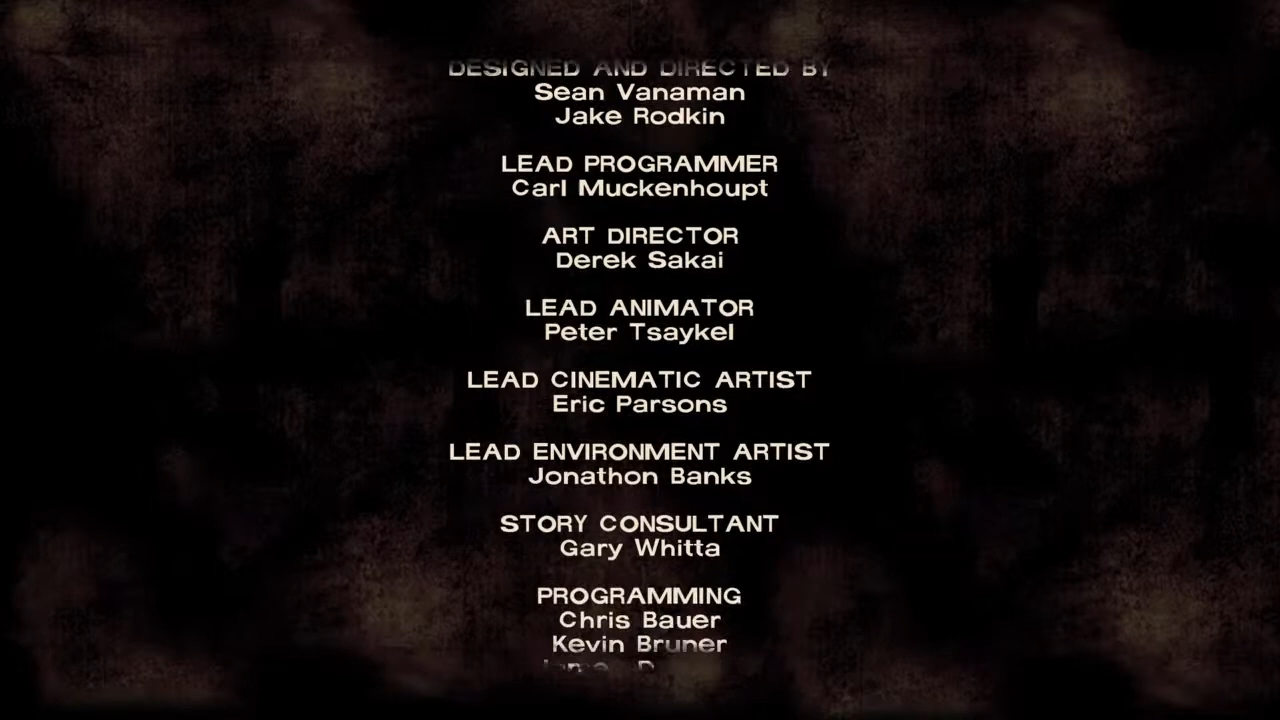 DESIGNED AND DIRECTED BY
Sean Vanaman
Jake Rodkin
LEAD PROGRAMMER
Carl Muckenhoupt
ART DIRECTOR
Derek Sakai
LEAD ANIMATOR
Peter Tsaykel
LEAD CINEMATIC ARTIST
Eric Parsons
LEAD ENVIRONMENT ARTIST
Jonathon Banks
STORY CONSULTANT
Gary Whitta
PROGRAMMING
Chris Bauer
Kevin Bruner